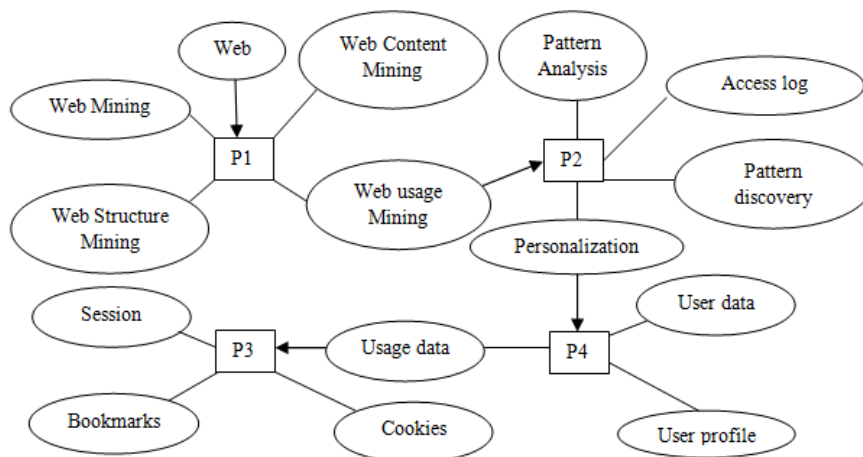 Web
Web Content
Mining
Pattern
Analysis
Access log
Web Mining
P1
P2
Pattern
discovery
Web usage
Mining
Web Structure
Mining
Personalization
Session
User data
P3
Usage data
P4
Bookmarks
Cookies
User profile